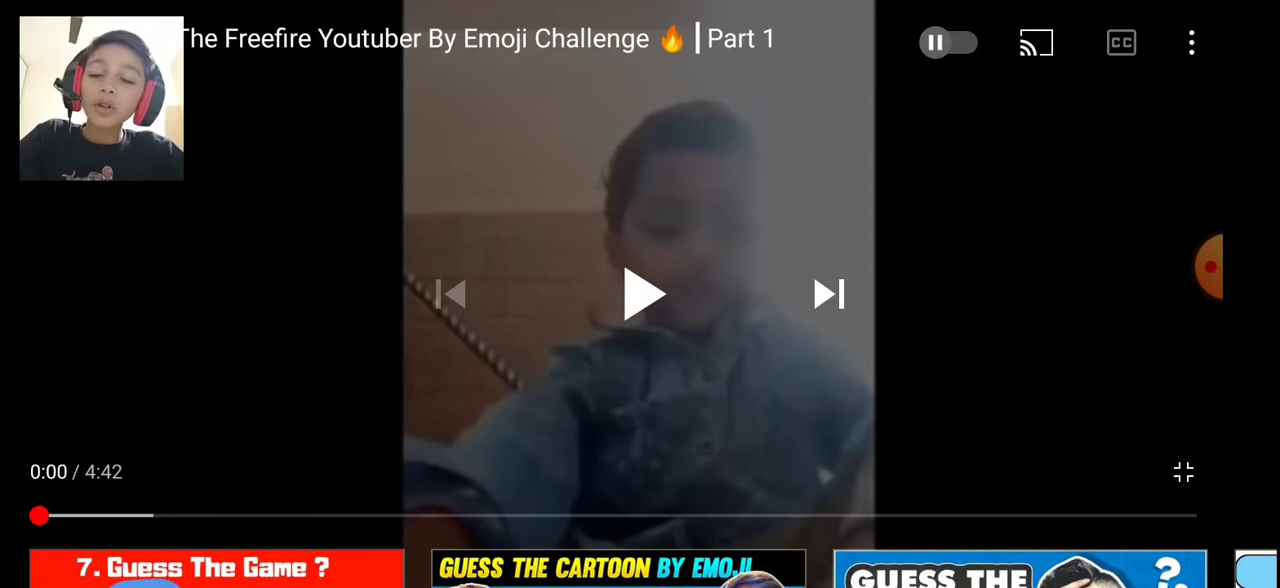 The Freefire Youtuber By Emoji Challenge 🔥 | Part 1
CC
0:00 / 4:42
7. Guess The Game ?
GUESS THE CARTOON BY EMOJI
GUESS THE
?